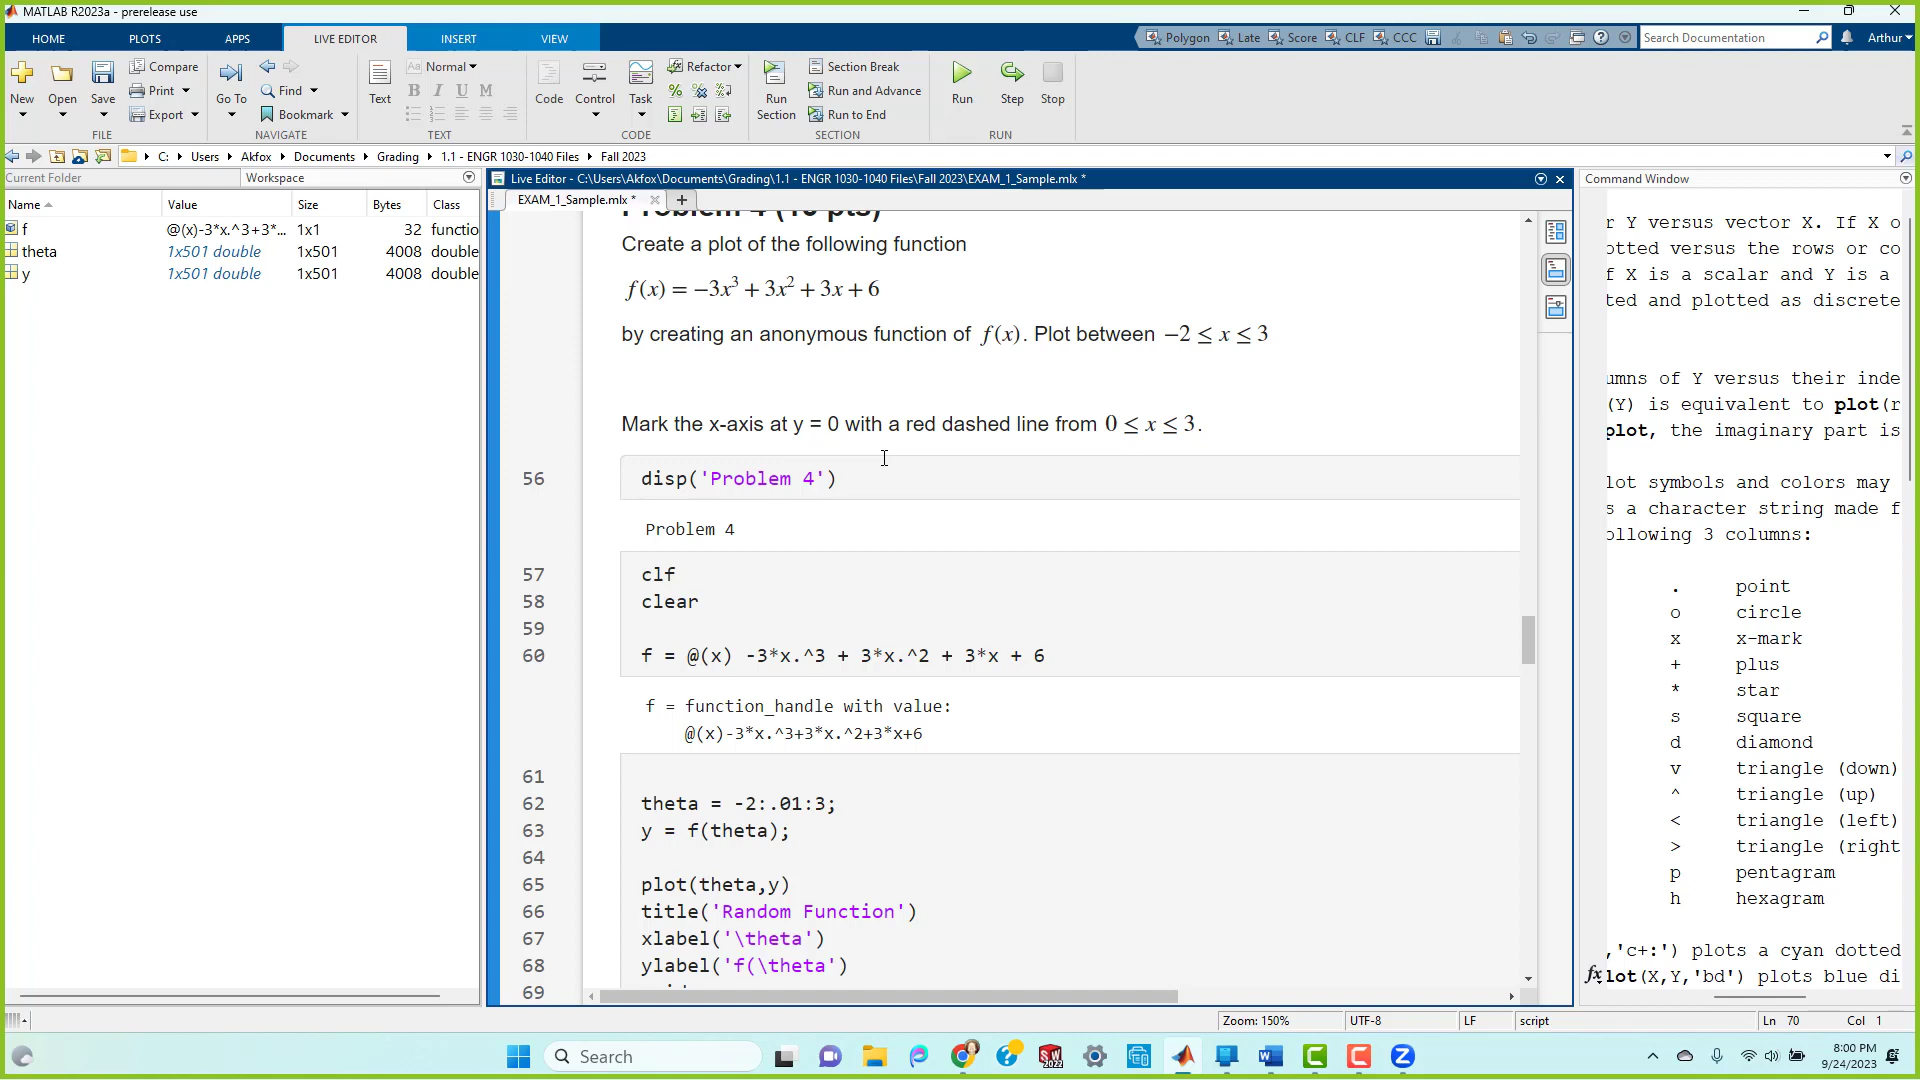 MATLAB R2023a - prerelease use
HOME PLOTS APPS LIVE EDITOR INSERT VIEW
Polygon Late Score CLF CCC Search Documentation Arthur
New Open Save Compare Print Export
FILE
Go To Find Bookmark
NAVIGATE
Text Aa Normal B I U M
TEXT
Code Control Task Refactor
CODE
Run Section Section Break Run and Advance Run to End
SECTION
Run Step Stop
RUN
C: Users Akfox Documents Grading 1.1 - ENGR 1030-1040 Files Fall 2023
Current Folder Workspace
Name Value Size Bytes Class
f @(x)-3*x.^3+3*... 1x1 32 functio
theta 1x501 double 1x501 4008 double
y 1x501 double 1x501 4008 double
Live Editor - C:\Users\Akfox\Documents\Grading\1.1 - ENGR 1030-1040 Files\Fall 2023\EXAM_1_Sample.mlx *
EXAM_1_Sample.mlx *
Create a plot of the following function
f(x) = −3x³ + 3x² + 3x + 6
by creating an anonymous function of f(x). Plot between −2 ≤ x ≤ 3
Mark the x-axis at y = 0 with a red dashed line from 0 ≤ x ≤ 3.
56 disp('Problem 4')
Problem 4
57 clf
58 clear
59
60 f = @(x) -3*x.^3 + 3*x.^2 + 3*x + 6
f = function_handle with value:
@(x)-3*x.^3+3*x.^2+3*x+6
61
62 theta = -2:.01:3;
63 y = f(theta);
64
65 plot(theta,y)
66 title('Random Function')
67 xlabel('\theta')
68 ylabel('f(\theta')
69
Command Window
r Y versus vector X. If X o
otted versus the rows or co
f X is a scalar and Y is a
ted and plotted as discrete
umns of Y versus their inde
(Y) is equivalent to plot(r
plot, the imaginary part is
lot symbols and colors may
s a character string made f
ollowing 3 columns:
. point
o circle
x x-mark
+ plus
* star
s square
d diamond
v triangle (down)
^ triangle (up)
< triangle (left)
> triangle (right
p pentagram
h hexagram
,'c+:') plots a cyan dotted
fx lot(X,Y,'bd') plots blue di
Zoom: 150% UTF-8 LF script Ln 70 Col 1
Search
8:00 PM
9/24/2023